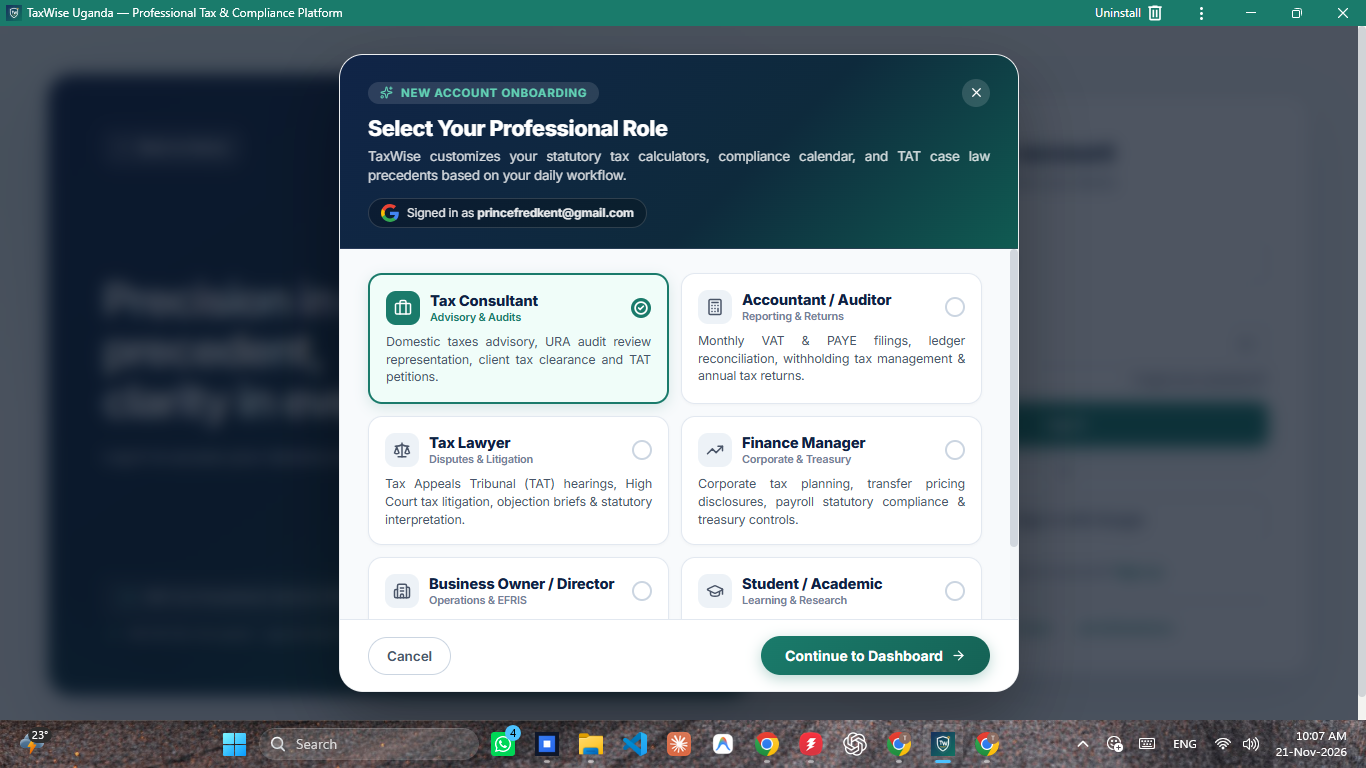 TaxWise Uganda — Professional Tax & Compliance Platform
Uninstall
NEW ACCOUNT ONBOARDING
Select Your Professional Role
TaxWise customizes your statutory tax calculators, compliance calendar, and TAT case law
precedents based on your daily workflow.
Signed in as princefredkent@gmail.com
Tax Consultant
Advisory & Audits
Domestic taxes advisory, URA audit review
representation, client tax clearance and TAT
petitions.
Accountant / Auditor
Reporting & Returns
Monthly VAT & PAYE filings, ledger
reconciliation, withholding tax management &
annual tax returns.
Tax Lawyer
Disputes & Litigation
Tax Appeals Tribunal (TAT) hearings, High
Court tax litigation, objection briefs & statutory
interpretation.
Finance Manager
Corporate & Treasury
Corporate tax planning, transfer pricing
disclosures, payroll statutory compliance &
treasury controls.
Business Owner / Director
Operations & EFRIS
Student / Academic
Learning & Research
Cancel
Continue to Dashboard
Precision in
precedent,
clarity in
23°
Search
4
ENG
10:07 AM
21-Nov-2026